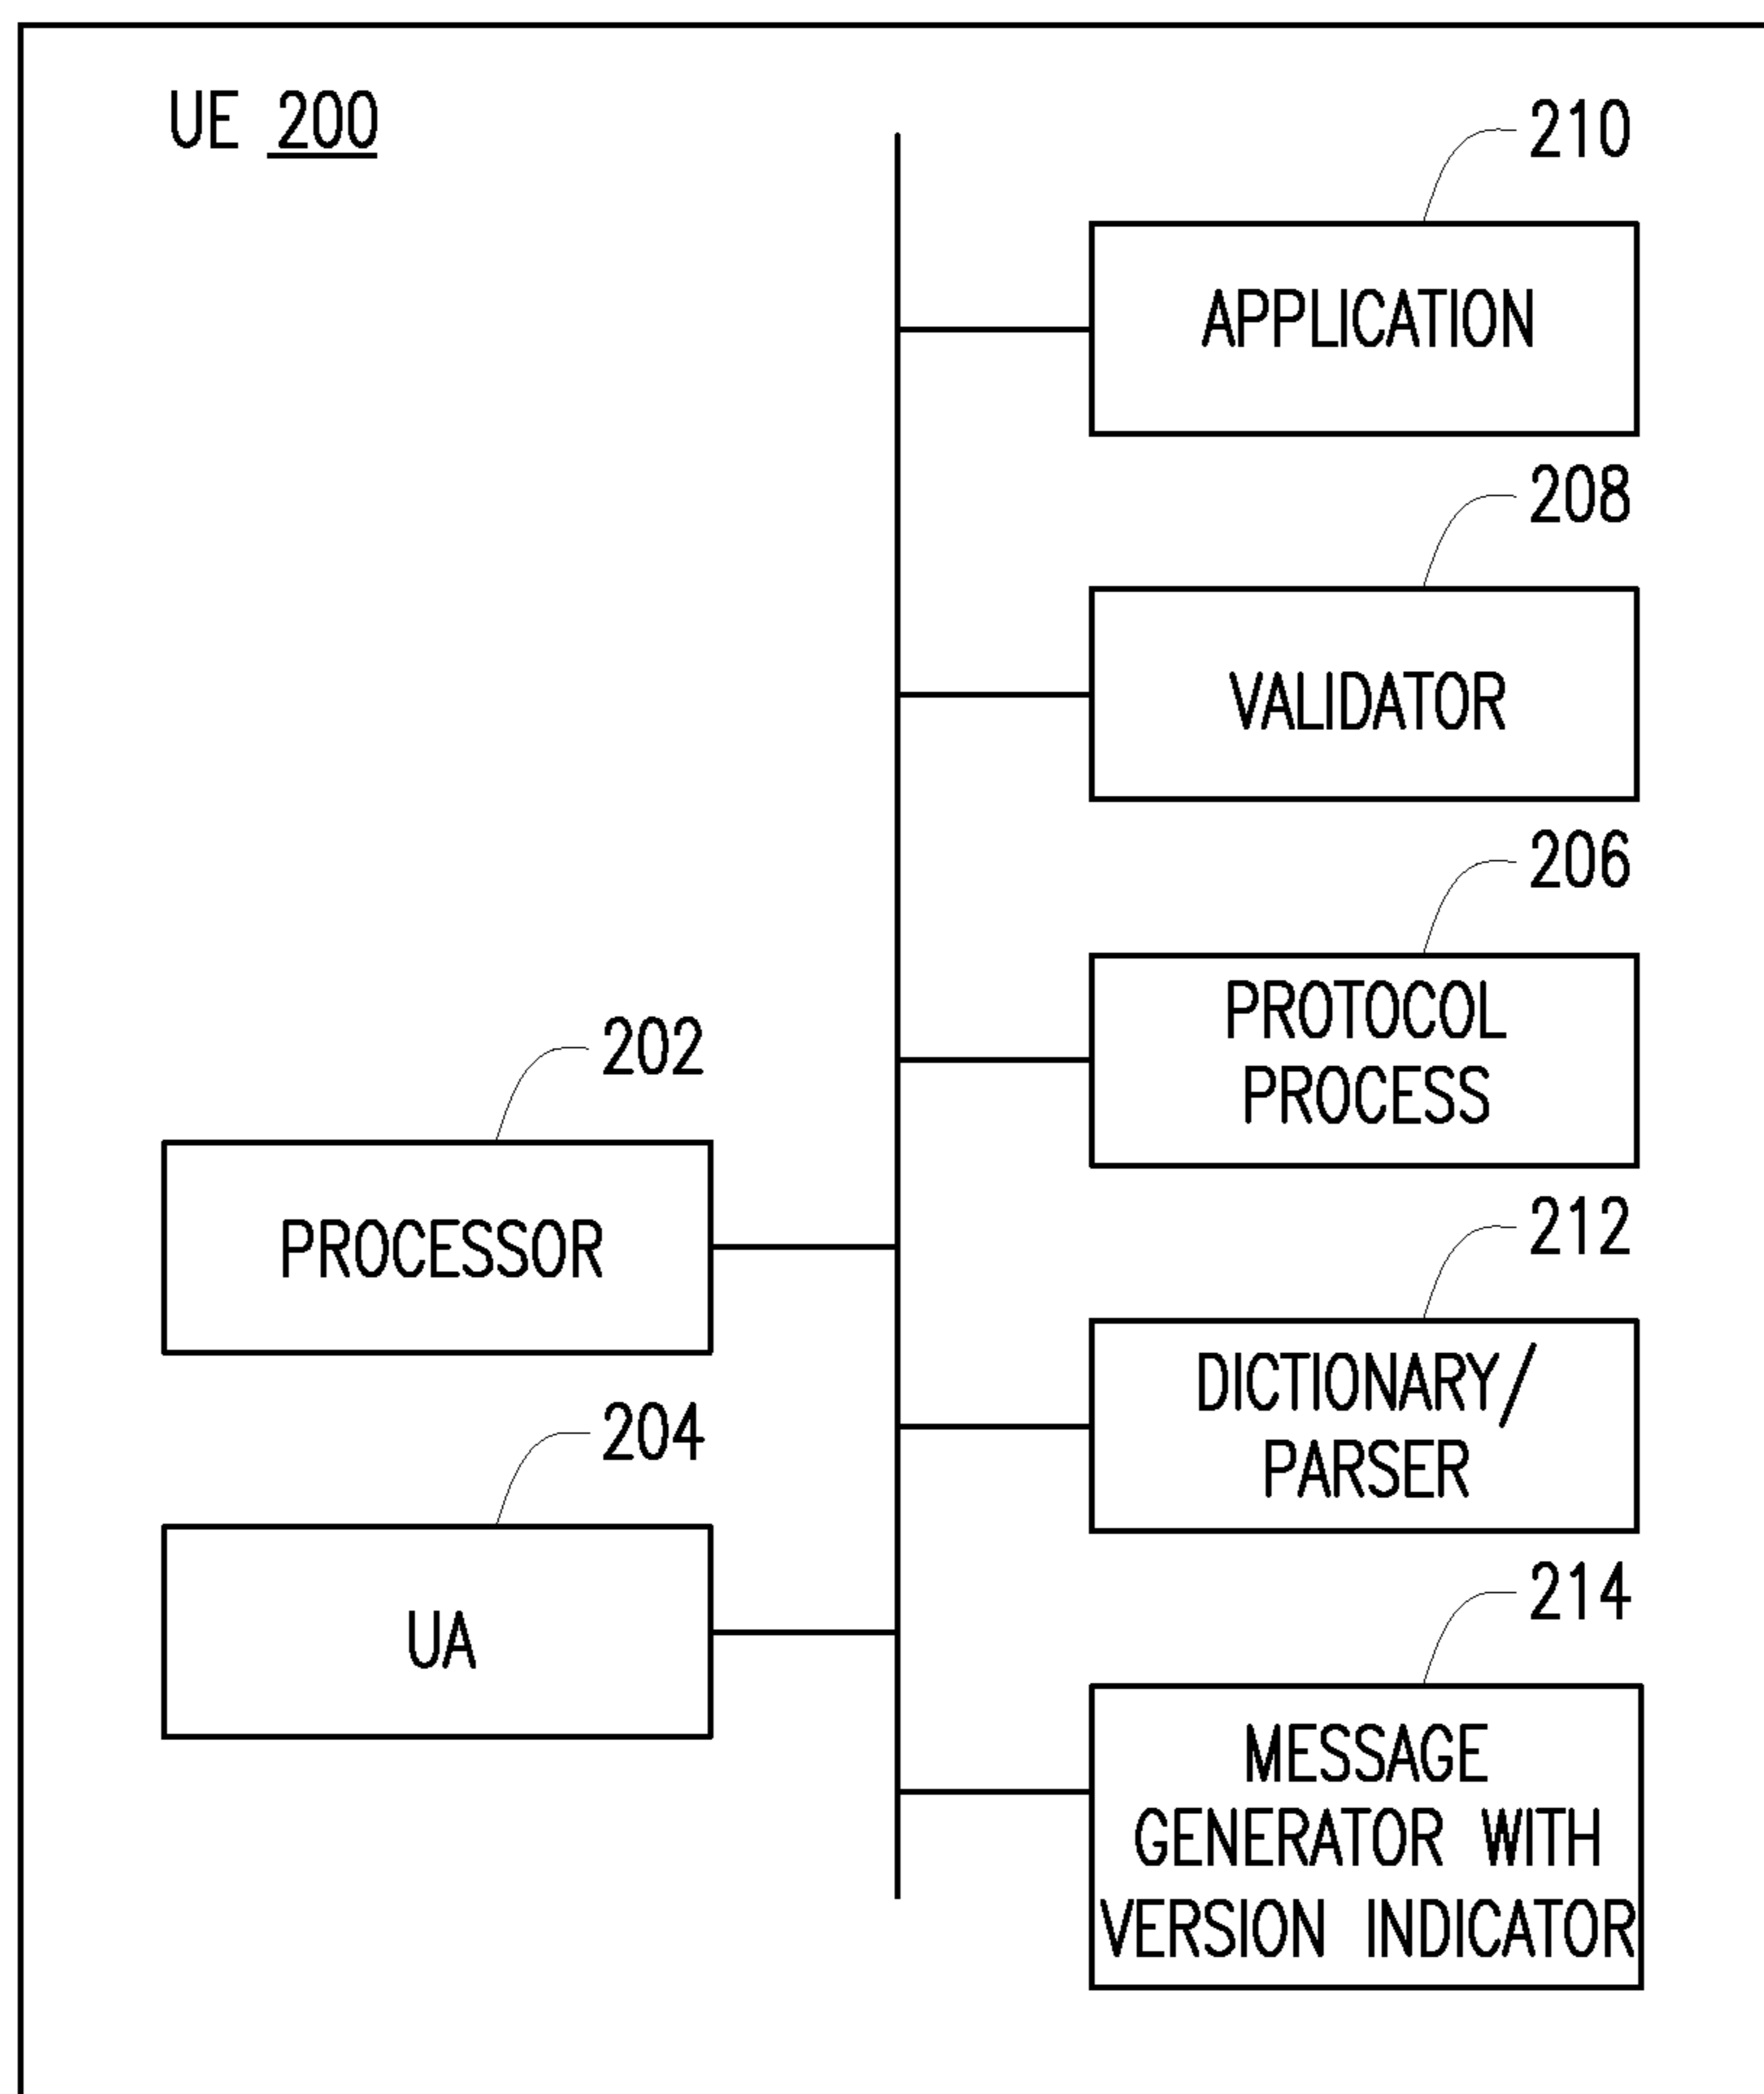 UE 200
210
APPLICATION
208
VALIDATOR
206
PROTOCOL
PROCESS
202
PROCESSOR
212
DICTIONARY/
PARSER
204
UA
214
MESSAGE
GENERATOR WITH
VERSION INDICATOR